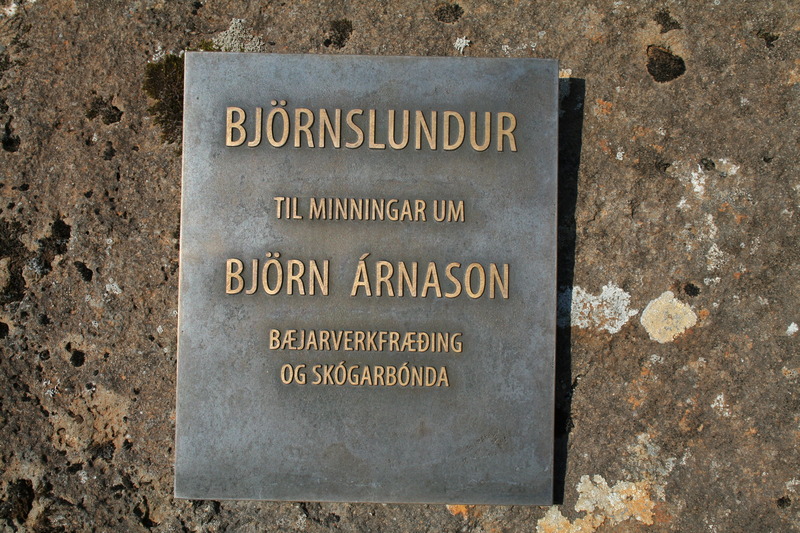 BJÖRNSLUNDUR
TIL MINNINGAR UM
BJÖRN ÁRNASON
BÆJARVERKFRÆÐING
OG SKÓGARBÓNDA